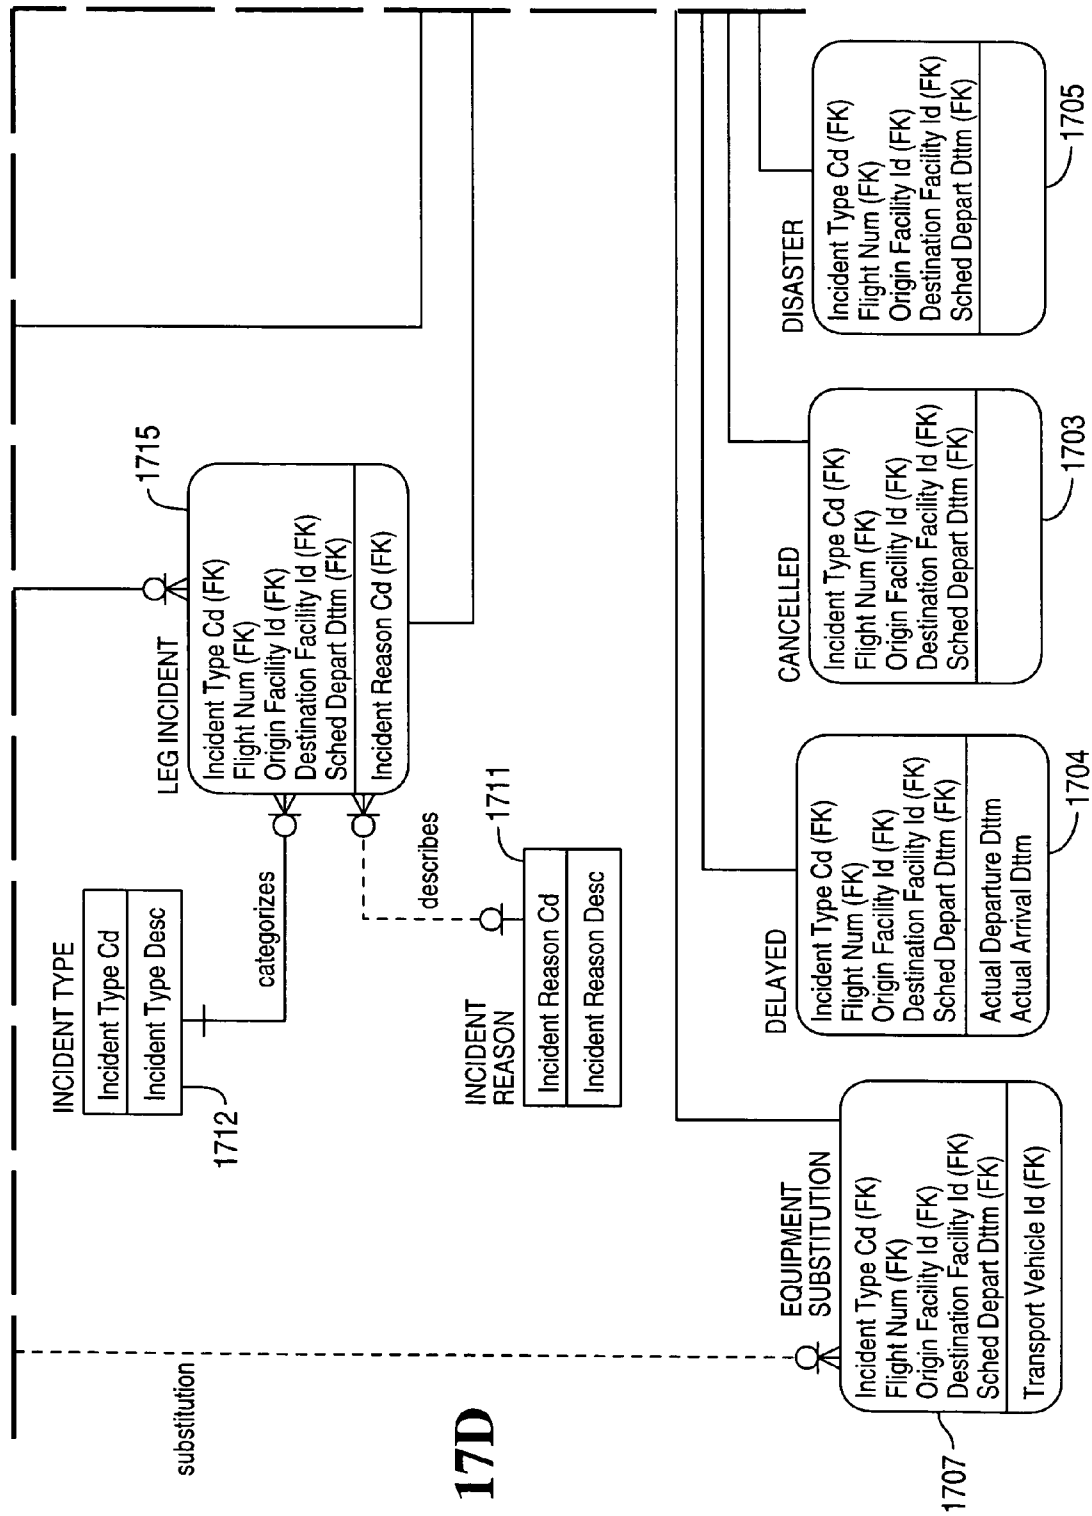 substitution
17D
INCIDENT TYPE
Incident Type Cd
Incident Type Desc
1712
categorizes
LEG INCIDENT
1715
Incident Type Cd (FK)
Flight Num (FK)
Origin Facility Id (FK)
Destination Facility Id (FK)
Sched Depart Dttm (FK)
Incident Reason Cd (FK)
describes
INCIDENT
REASON
1711
Incident Reason Cd
Incident Reason Desc
EQUIPMENT
SUBSTITUTION
Incident Type Cd (FK)
Flight Num (FK)
Origin Facility Id (FK)
Destination Facility Id (FK)
Sched Depart Dttm (FK)
Transport Vehicle Id (FK)
1707
DELAYED
Incident Type Cd (FK)
Flight Num (FK)
Origin Facility Id (FK)
Destination Facility Id (FK)
Sched Depart Dttm (FK)
Actual Departure Dttm
Actual Arrival Dttm
1704
CANCELLED
Incident Type Cd (FK)
Flight Num (FK)
Origin Facility Id (FK)
Destination Facility Id (FK)
Sched Depart Dttm (FK)
1703
DISASTER
Incident Type Cd (FK)
Flight Num (FK)
Origin Facility Id (FK)
Destination Facility Id (FK)
Sched Depart Dttm (FK)
1705